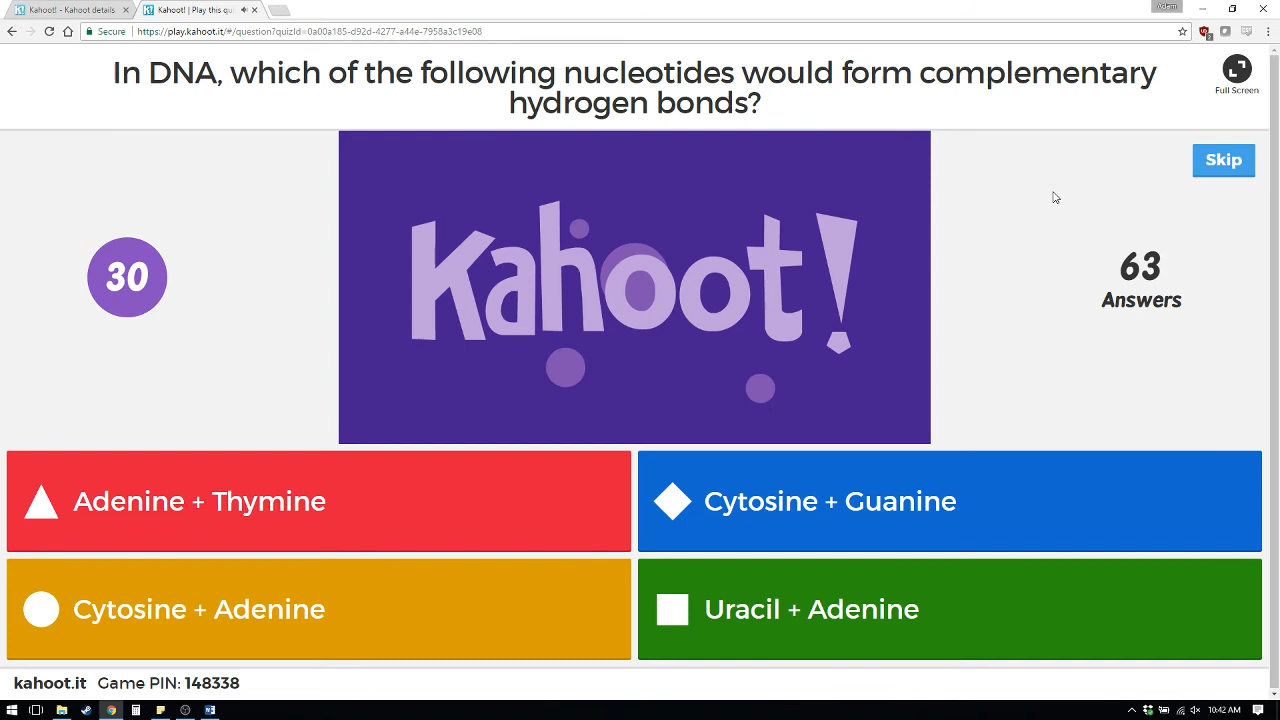 Adam
Kahoot! - Kahoot details
Kahoot! | Play this qu
Secure
https://play.kahoot.it/#/question?quizId=0a00a185-d92d-4277-a44e-7958a3c19e08
In DNA, which of the following nucleotides would form complementary
hydrogen bonds?
Full Screen
Skip
30
Kahoot!
63
Answers
Adenine + Thymine
Cytosine + Guanine
Cytosine + Adenine
Uracil + Adenine
kahoot.it Game PIN: 148338
10:42 AM